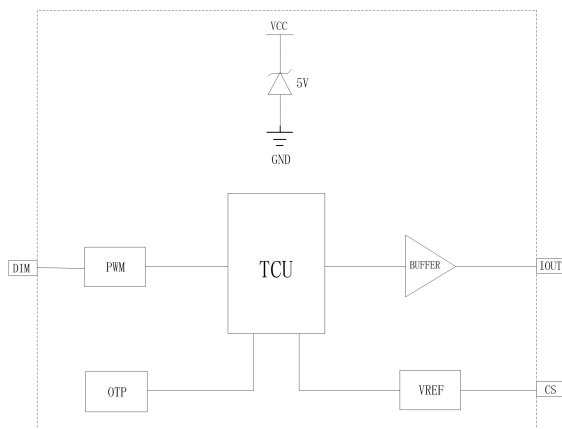 VCC
5V
GND
DIM
PWM
TCU
BUFFER
IOUT
OTP
VREF
CS